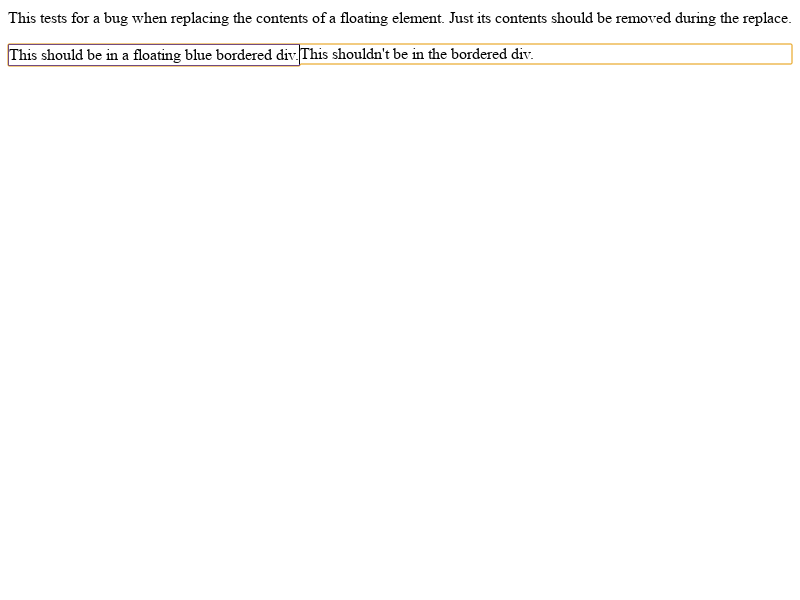 This tests for a bug when replacing the contents of a floating element. Just its contents should be removed during the replace.
This should be in a floating blue bordered div.This shouldn't be in the bordered div.